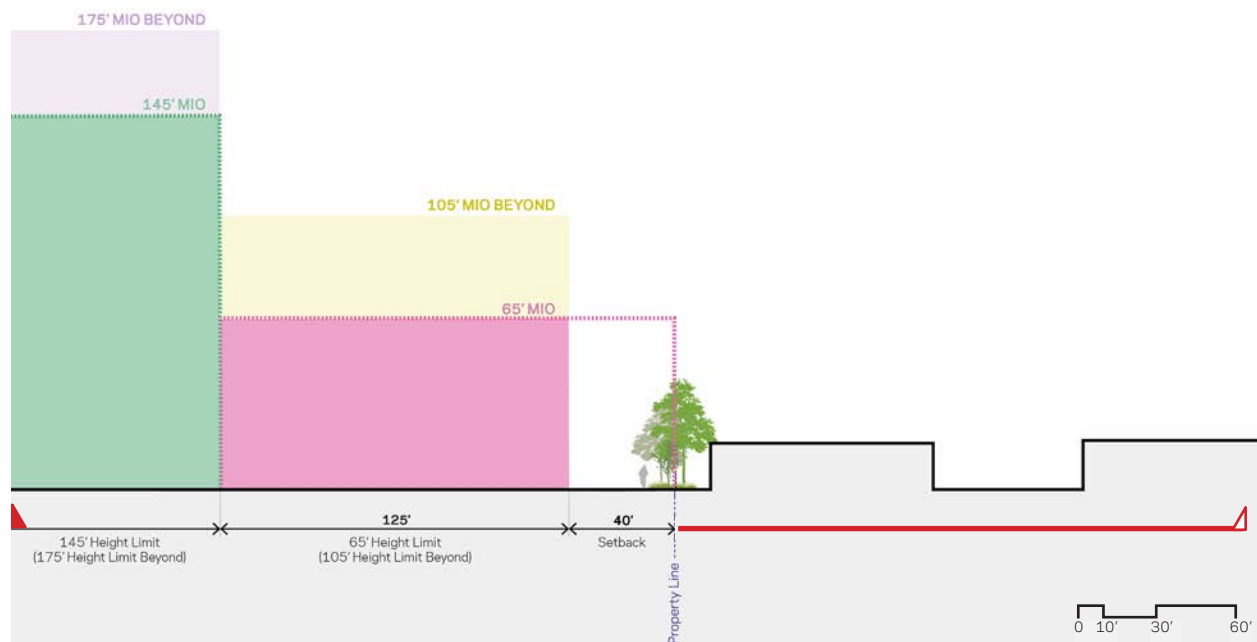 175' MIO BEYOND
145' MIO
105' MIO BEYOND
65' MIO
145' Height Limit
(175' Height Limit Beyond)
125'
65' Height Limit
(105' Height Limit Beyond)
40'
Setback
Property Line
0 10' 30' 60'